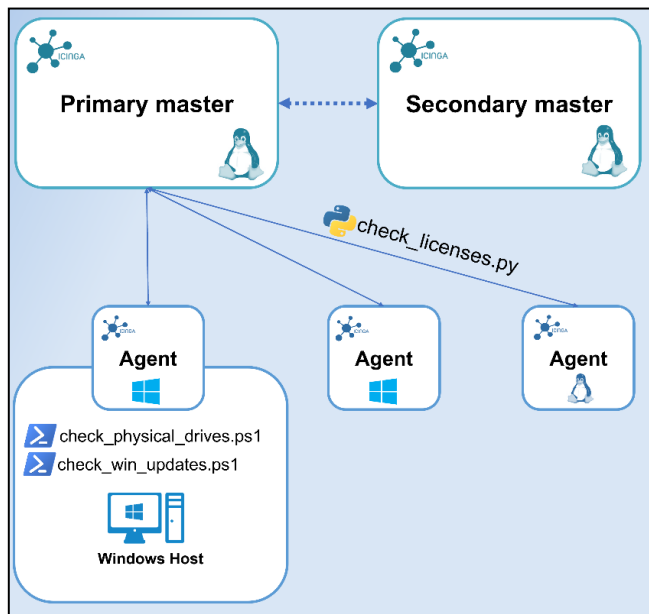 ICINGA
Primary master
ICINGA
Secondary master
check_licenses.py
ICINGA
Agent
ICINGA
Agent
ICINGA
Agent
check_physical_drives.ps1
check_win_updates.ps1
Windows Host